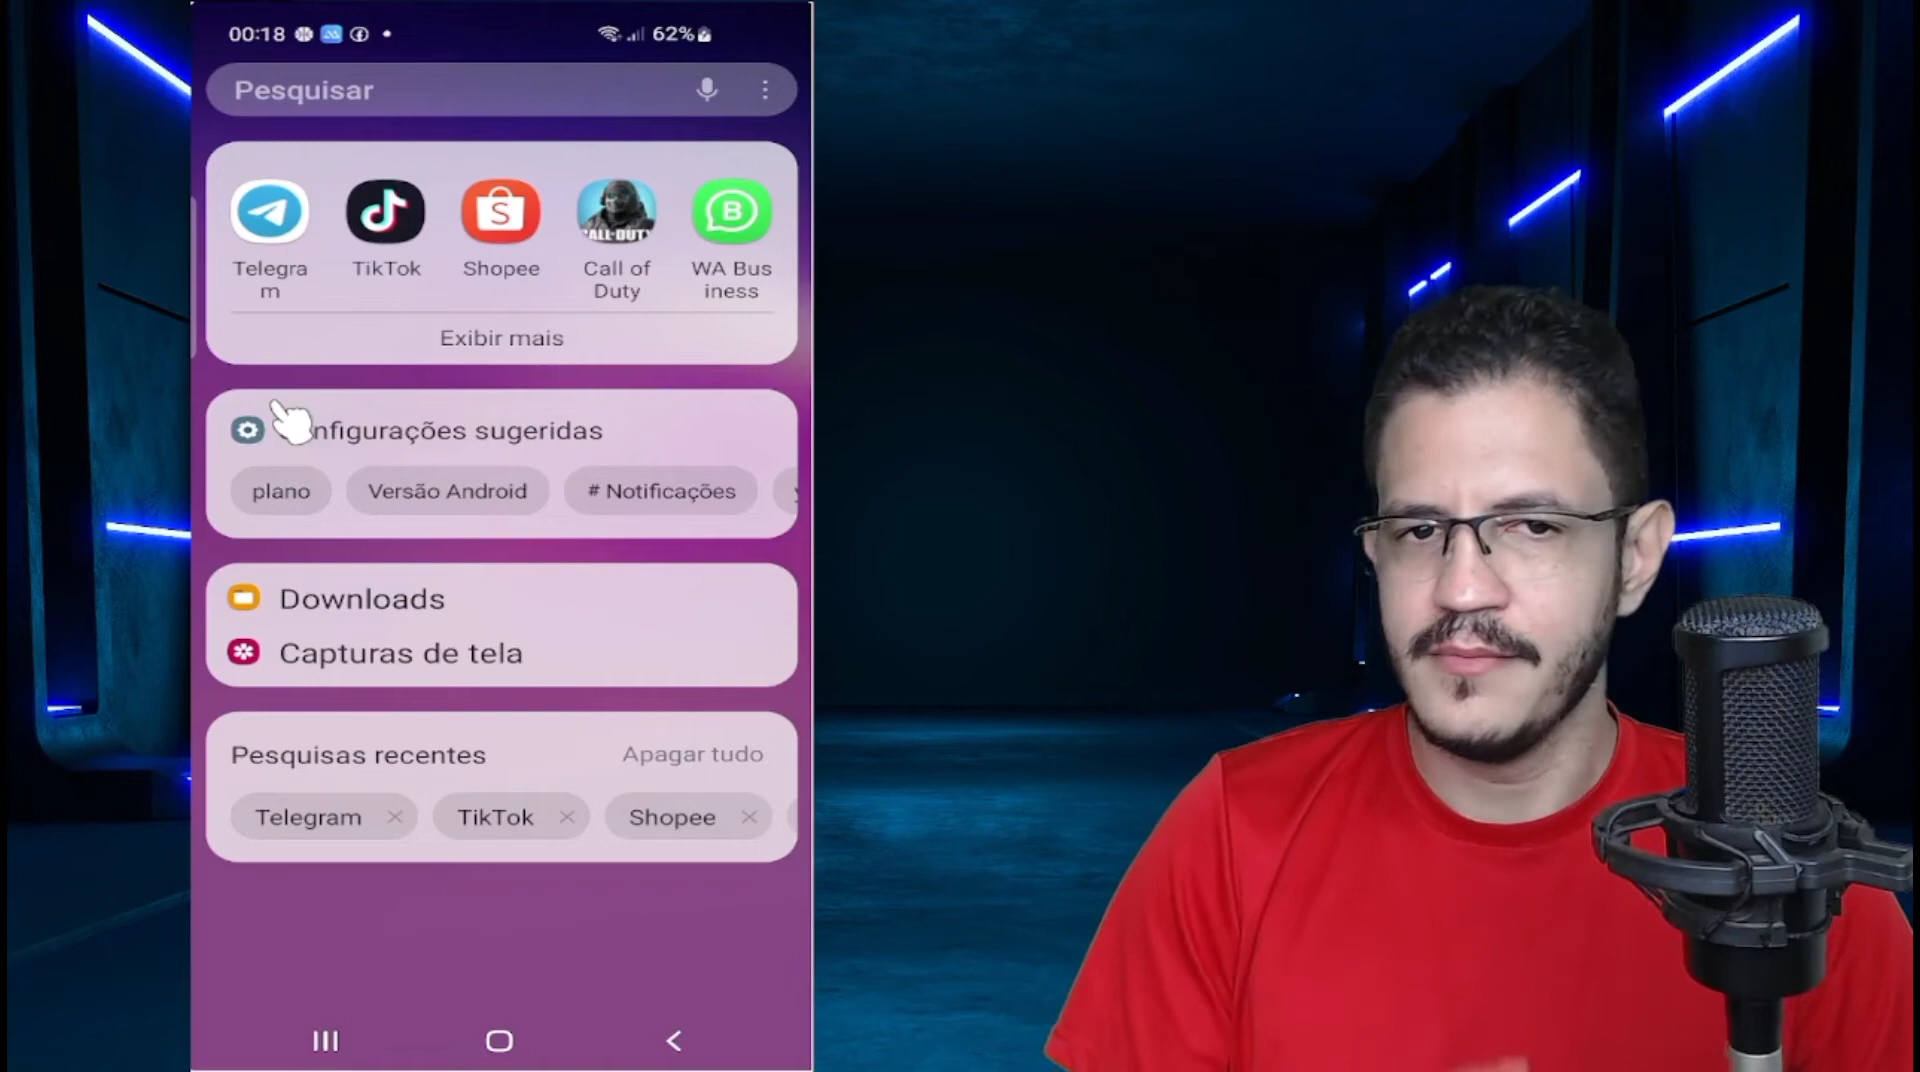 00:18
62%
Pesquisar
Telegra
m
TikTok
Shopee
Call of
Duty
WA Bus
iness
Exibir mais
nfigurações sugeridas
plano
Versão Android
# Notificações
Downloads
Capturas de tela
Pesquisas recentes
Apagar tudo
Telegram
TikTok
Shopee